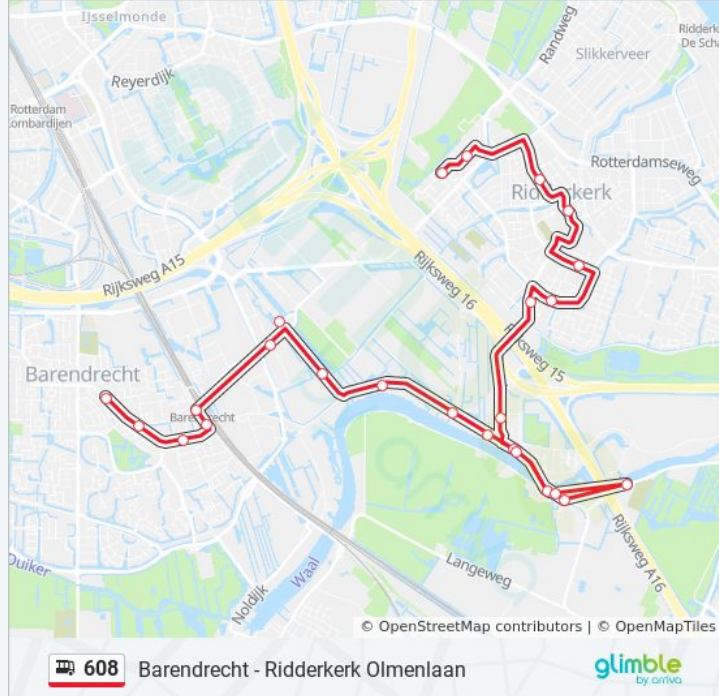 IJsselmonde
Reyerdijk
Rotterdam
Lombardijen
Randweg
Slikkerveer
Ridderk
De Scha
Rotterdamseweg
Ridderkerk
Rijksweg A15
Rijksweg 16
Rijksweg 15
Barendrecht
Barendrecht
Duiker
Noldijk
Waal
Langeweg
Rijksweg A16
© OpenStreetMap contributors | © OpenMapTiles
608 Barendrecht - Ridderkerk Olmenlaan
glimble
by arriva